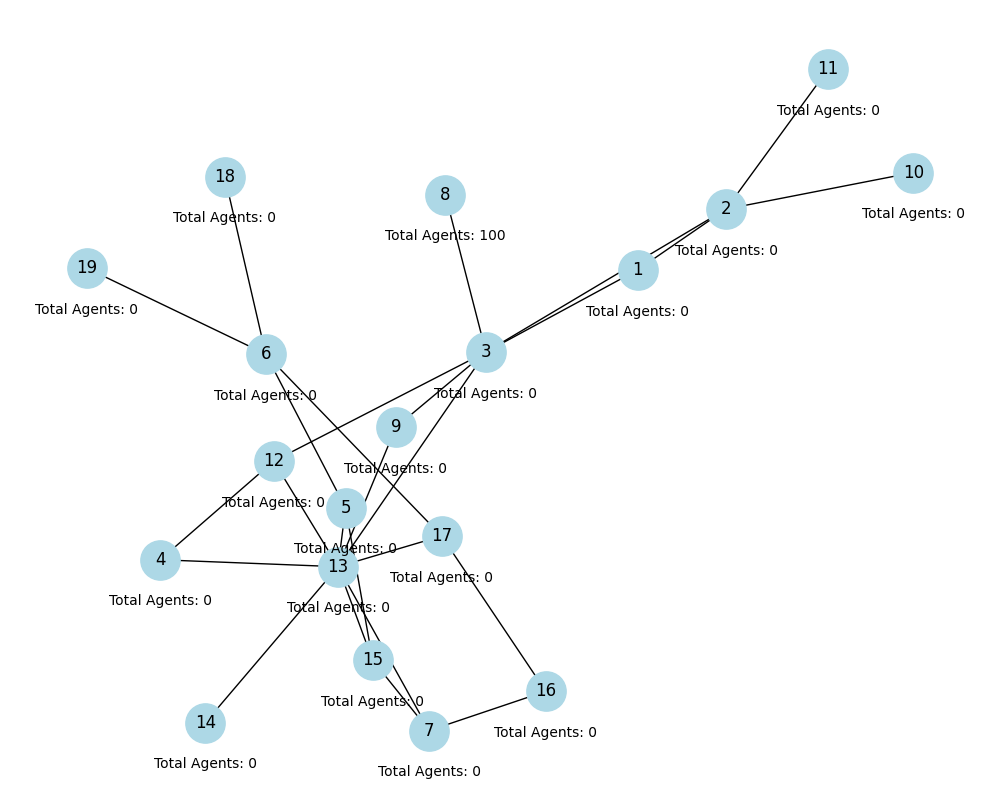 11
Total Agents: 0
10
Total Agents: 0
18
Total Agents: 0
8
Total Agents: 100
2
Total Agents: 0
19
Total Agents: 0
1
Total Agents: 0
6
Total Agents: 0
3
Total Agents: 0
9
Total Agents: 0
12
Total Agents: 0
5
Total Agents: 0
17
Total Agents: 0
4
Total Agents: 0
13
Total Agents: 0
15
Total Agents: 0
16
Total Agents: 0
14
Total Agents: 0
7
Total Agents: 0